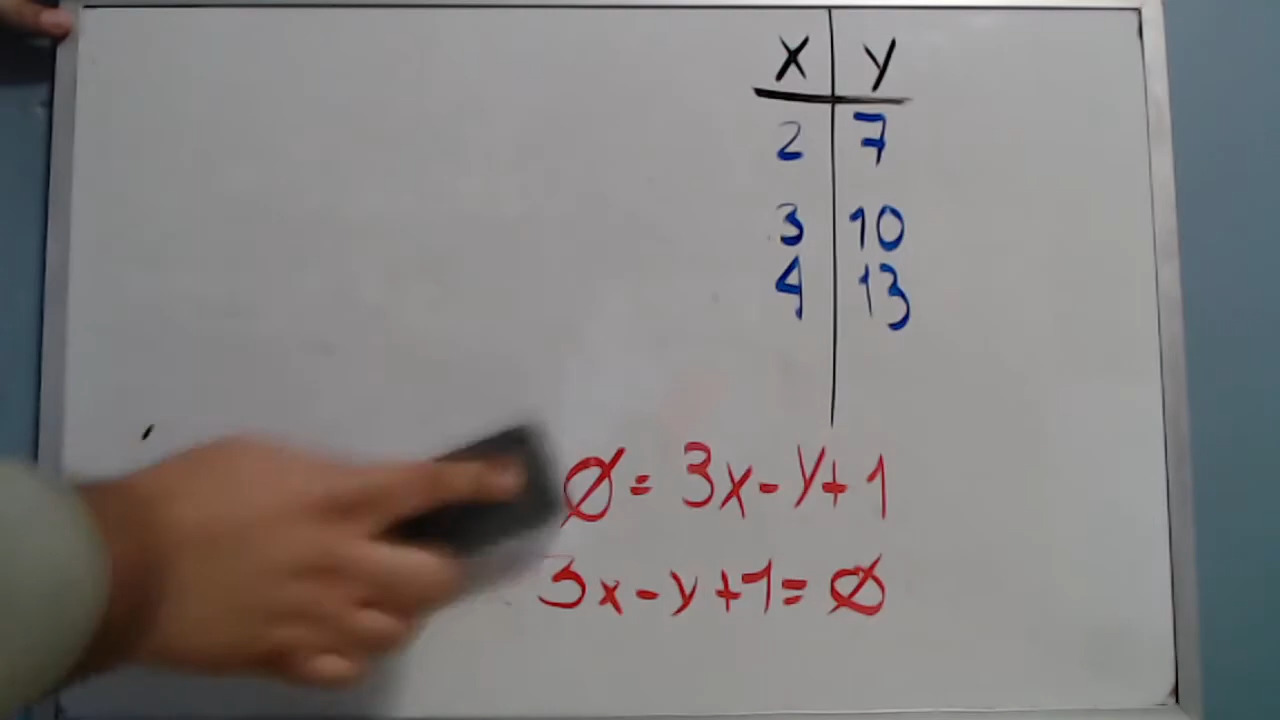 X Y
2 7
3 10
4 13
Ø = 3x - y + 1
3x - y + 1 = Ø